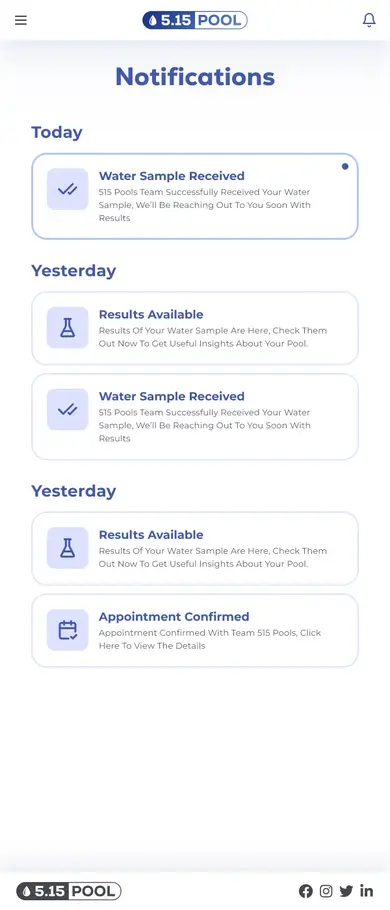 5.15 POOL
Notifications
Today
Water Sample Received
515 Pools Team Successfully Received Your Water
Sample, We'll Be Reaching Out To You Soon With
Results
Yesterday
Results Available
Results Of Your Water Sample Are Here, Check Them
Out Now To Get Useful Insights About Your Pool.
Water Sample Received
515 Pools Team Successfully Received Your Water
Sample, We'll Be Reaching Out To You Soon With
Results
Yesterday
Results Available
Results Of Your Water Sample Are Here, Check Them
Out Now To Get Useful Insights About Your Pool.
Appointment Confirmed
Appointment Confirmed With Team 515 Pools, Click
Here To View The Details
5.15 POOL